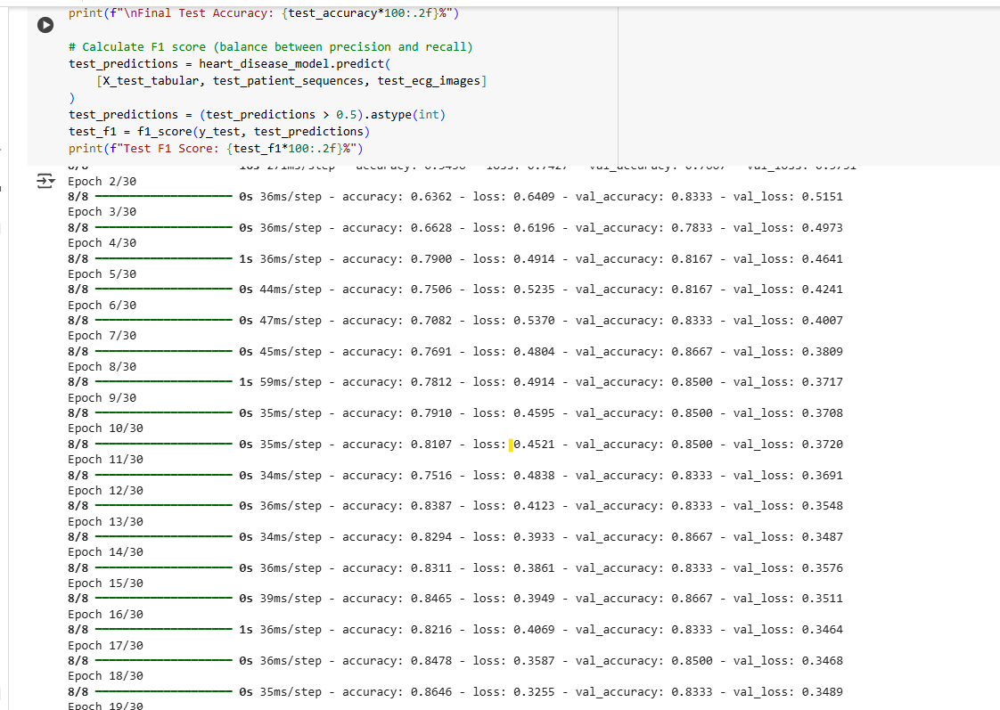 print(f"\nFinal Test Accuracy: {test_accuracy*100:.2f}%")
# Calculate F1 score (balance between precision and recall)
test_predictions = heart_disease_model.predict(
    [X_test_tabular, test_patient_sequences, test_ecg_images]
)
test_predictions = (test_predictions > 0.5).astype(int)
test_f1 = f1_score(y_test, test_predictions)
print(f"Test F1 Score: {test_f1*100:.2f}%")
Epoch 2/30
8/8 0s 36ms/step - accuracy: 0.6362 - loss: 0.6409 - val_accuracy: 0.8333 - val_loss: 0.5151
Epoch 3/30
8/8 0s 36ms/step - accuracy: 0.6628 - loss: 0.6196 - val_accuracy: 0.7833 - val_loss: 0.4973
Epoch 4/30
8/8 1s 36ms/step - accuracy: 0.7900 - loss: 0.4914 - val_accuracy: 0.8167 - val_loss: 0.4641
Epoch 5/30
8/8 0s 44ms/step - accuracy: 0.7506 - loss: 0.5235 - val_accuracy: 0.8167 - val_loss: 0.4241
Epoch 6/30
8/8 0s 47ms/step - accuracy: 0.7082 - loss: 0.5370 - val_accuracy: 0.8333 - val_loss: 0.4007
Epoch 7/30
8/8 0s 45ms/step - accuracy: 0.7691 - loss: 0.4804 - val_accuracy: 0.8667 - val_loss: 0.3809
Epoch 8/30
8/8 1s 59ms/step - accuracy: 0.7812 - loss: 0.4914 - val_accuracy: 0.8500 - val_loss: 0.3717
Epoch 9/30
8/8 0s 35ms/step - accuracy: 0.7910 - loss: 0.4595 - val_accuracy: 0.8500 - val_loss: 0.3708
Epoch 10/30
8/8 0s 35ms/step - accuracy: 0.8107 - loss: 0.4521 - val_accuracy: 0.8500 - val_loss: 0.3720
Epoch 11/30
8/8 0s 34ms/step - accuracy: 0.7516 - loss: 0.4838 - val_accuracy: 0.8333 - val_loss: 0.3691
Epoch 12/30
8/8 0s 36ms/step - accuracy: 0.8387 - loss: 0.4123 - val_accuracy: 0.8333 - val_loss: 0.3548
Epoch 13/30
8/8 0s 34ms/step - accuracy: 0.8294 - loss: 0.3933 - val_accuracy: 0.8667 - val_loss: 0.3487
Epoch 14/30
8/8 0s 36ms/step - accuracy: 0.8311 - loss: 0.3861 - val_accuracy: 0.8333 - val_loss: 0.3576
Epoch 15/30
8/8 0s 39ms/step - accuracy: 0.8465 - loss: 0.3949 - val_accuracy: 0.8667 - val_loss: 0.3511
Epoch 16/30
8/8 1s 36ms/step - accuracy: 0.8216 - loss: 0.4069 - val_accuracy: 0.8333 - val_loss: 0.3464
Epoch 17/30
8/8 0s 36ms/step - accuracy: 0.8478 - loss: 0.3587 - val_accuracy: 0.8500 - val_loss: 0.3468
Epoch 18/30
8/8 0s 35ms/step - accuracy: 0.8646 - loss: 0.3255 - val_accuracy: 0.8333 - val_loss: 0.3489
Epoch 19/30